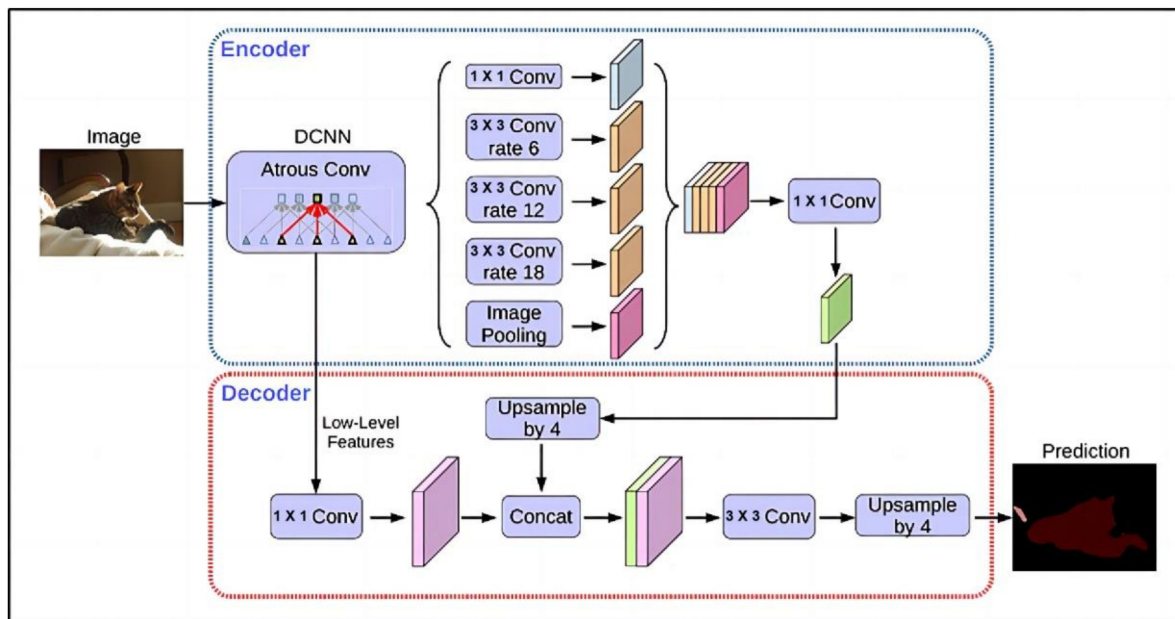 Encoder
Image
DCNN
Atrous Conv
1 X 1 Conv
3 X 3 Conv
rate 6
3 X 3 Conv
rate 12
3 X 3 Conv
rate 18
Image
Pooling
1 X 1 Conv
Decoder
Low-Level
Features
Upsample
by 4
1 X 1 Conv
Concat
3 X 3 Conv
Upsample
by 4
Prediction